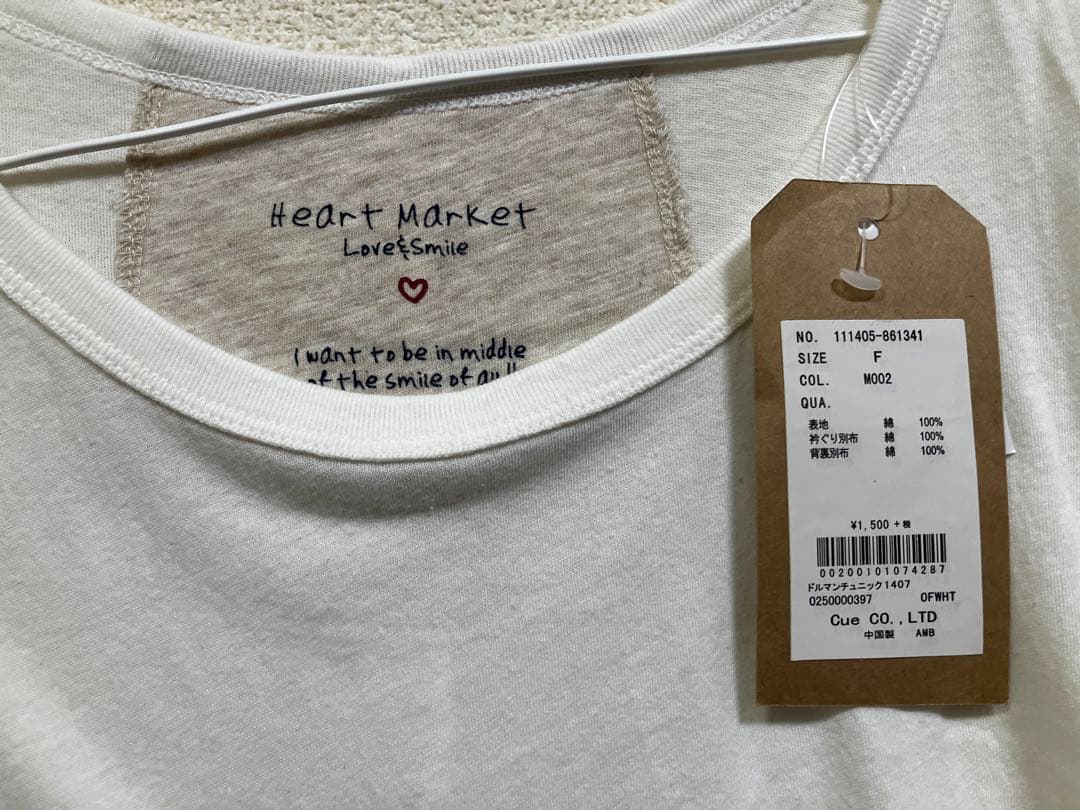 Heart Market
Love&Smile
I want to be in middle
of the smile of all!!
NO. 111405-861341
SIZE F
COL. M002
QUA.
表地 綿 100%
衿ぐり別布 綿 100%
背裏別布 綿 100%
¥1,500 +税
00200101074287
ドルマンチュニック1407
0250000397 OFWHT
Cue CO.,LTD
中国製 AMB